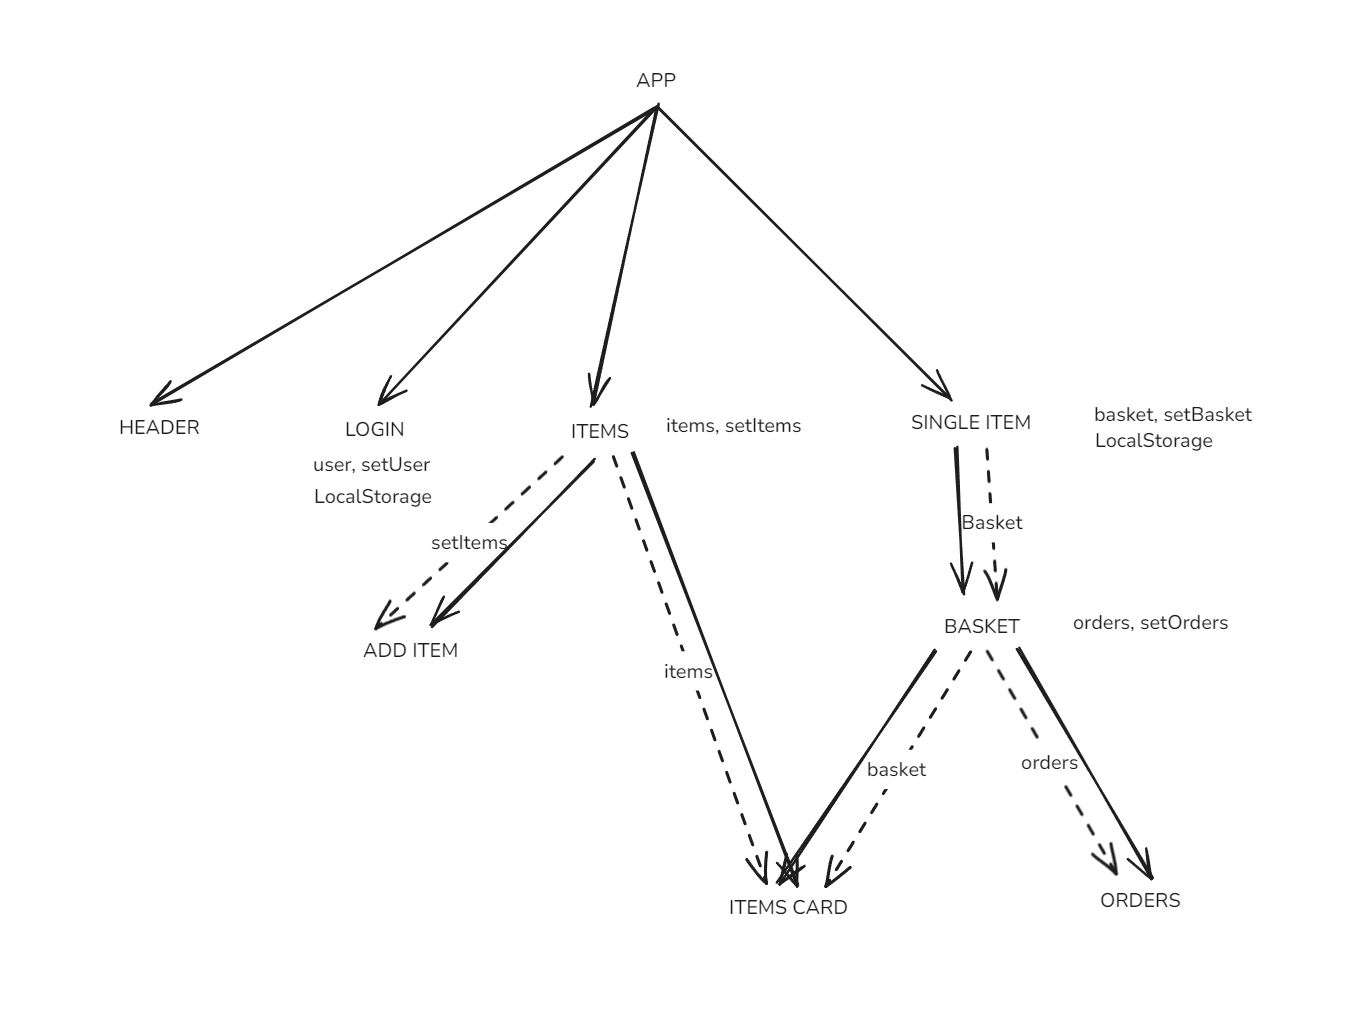 APP
HEADER
LOGIN
user, setUser
LocalStorage
ITEMS
items, setItems
SINGLE ITEM
basket, setBasket
LocalStorage
setItems
Basket
ADD ITEM
BASKET
orders, setOrders
items
basket
orders
ITEMS CARD
ORDERS